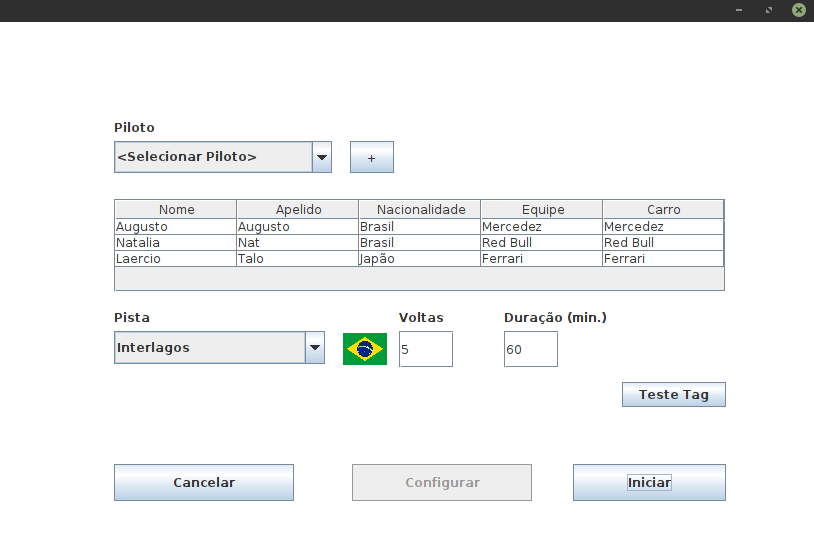 Piloto
<Selecionar Piloto> +
Nome Apelido Nacionalidade Equipe Carro
Augusto Augusto Brasil Mercedez Mercedez
Natalia Nat Brasil Red Bull Red Bull
Laercio Talo Japão Ferrari Ferrari
Pista Voltas Duração (min.)
Interlagos 5 60
Teste Tag
Cancelar Configurar Iniciar